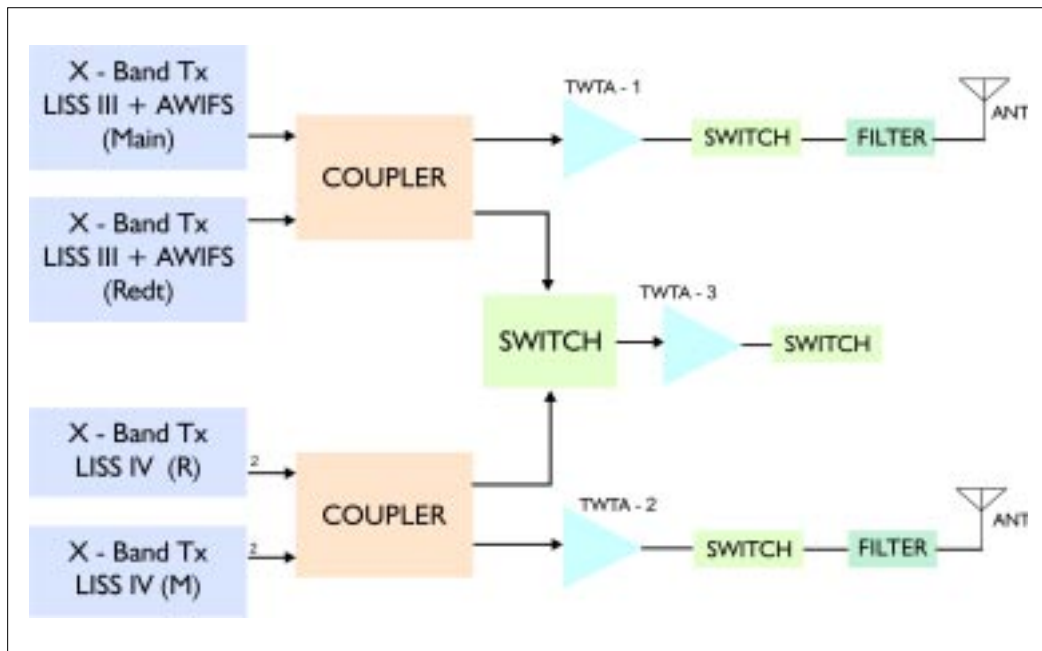 X - Band Tx
LISS III + AWIFS
(Main)
X - Band Tx
LISS III + AWIFS
(Redt)
COUPLER
TWTA - 1
SWITCH
FILTER
ANT
SWITCH
TWTA - 3
SWITCH
X - Band Tx
LISS IV (R)
2
X - Band Tx
LISS IV (M)
2
COUPLER
TWTA - 2
SWITCH
FILTER
ANT